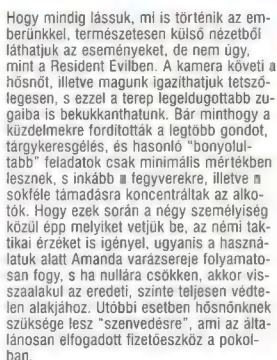 Hogy mindig lássuk, mi is történik az em-
berünkkel, természetesen külső nézetből
láthatjuk az eseményeket, de nem úgy,
mint a Resident Evilben. A kamera követi a
hősnőt, illetve magunk igazíthatjuk tetsző-
legesen, s ezzel a terep legeldugottabb zu-
gaiba is bekukkanthatunk. Bár minthogy a
küzdelmekre fordították a legtöbb gondot,
tárgykeresgélés, és hasonló "bonyolul-
tabb" feladatok csak minimális mértékben
lesznek, s inkább a fegyverekre, illetve a
sokféle támadásra koncentráltak az alko-
tók. Hogy ezek során a négy személyiség
közül épp melyiket vetjük be, az némi tak-
tikai érzéket is igényel, ugyanis a haszná-
latuk alatt Amanda varázsereje folyamato-
san fogy, s ha nullára csökken, akkor vis-
szaalakul az eredeti, szinte teljesen védte-
len alakjához. Utóbbi esetben hősnőnknek
szüksége lesz "szenvedésre", ami az álta-
lánosan elfogadott fizetőeszköz a pokol-
ban.